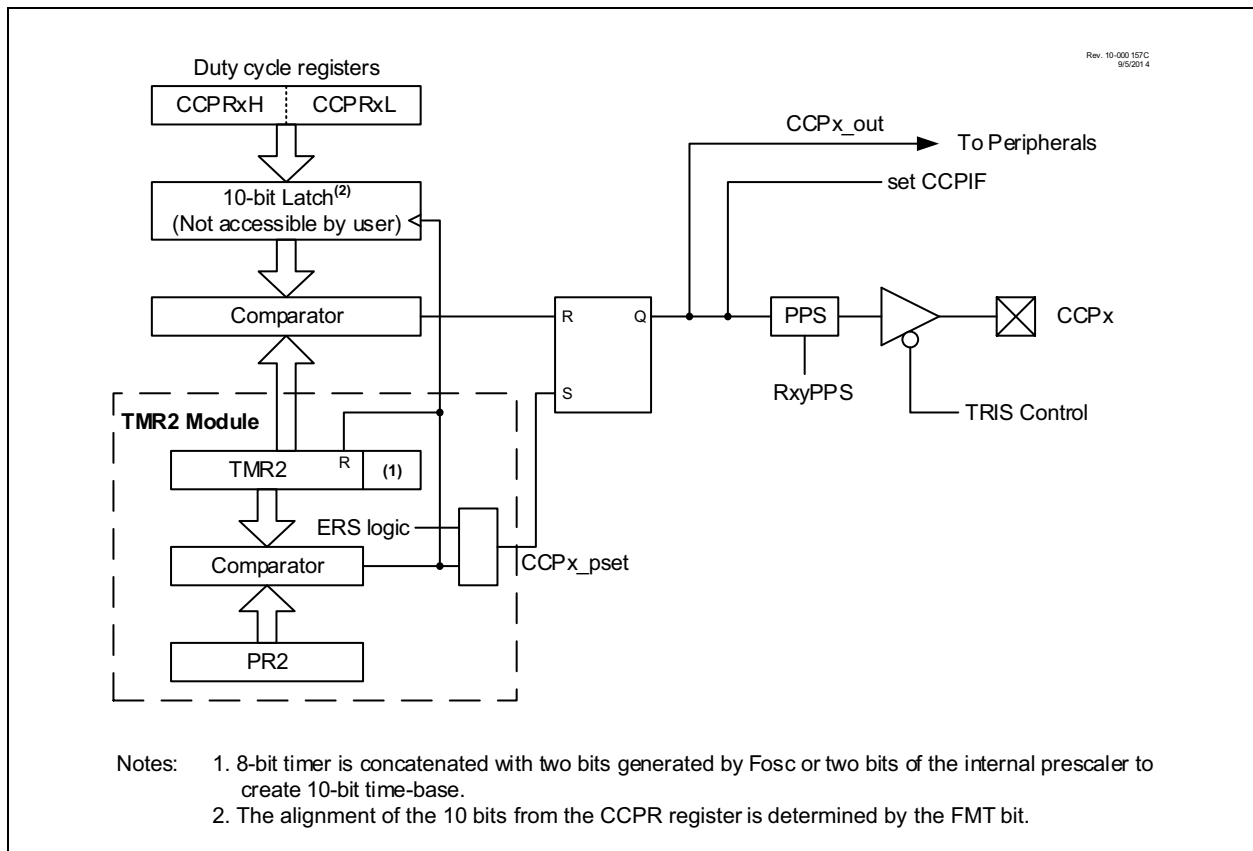 Rev. 10-000 157C
9/5/2014
Duty cycle registers
CCPRxH CCPRxL
CCPx_out
To Peripherals
set CCPIF
10-bit Latch(2)
(Not accessible by user)
Comparator
R Q
S
PPS
CCPx
RxyPPS
TRIS Control
TMR2 Module
TMR2 R (1)
ERS logic
Comparator
CCPx_pset
PR2
Notes: 1. 8-bit timer is concatenated with two bits generated by Fosc or two bits of the internal prescaler to
create 10-bit time-base.
2. The alignment of the 10 bits from the CCPR register is determined by the FMT bit.